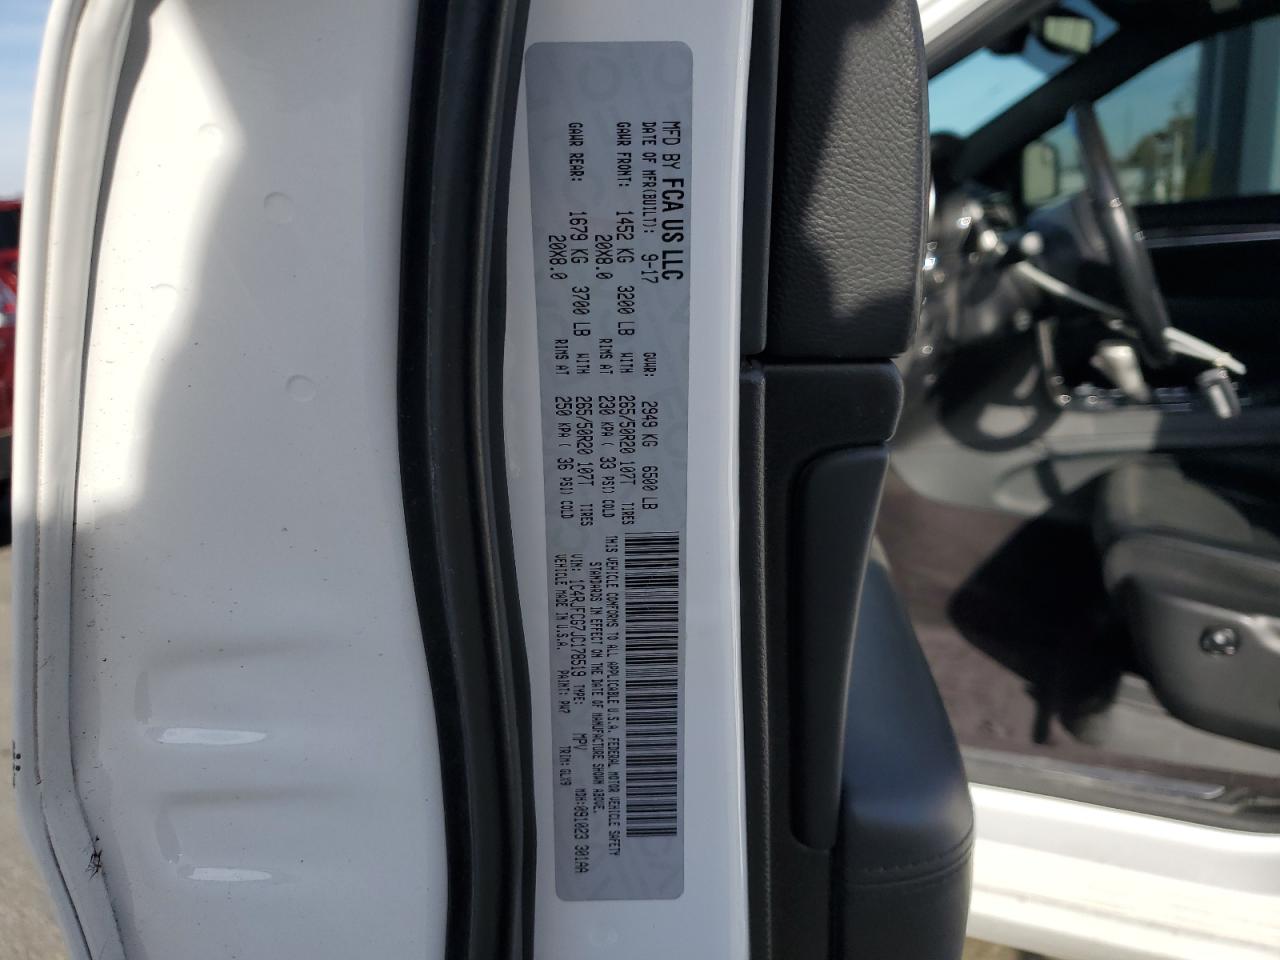 MFD BY FCA US LLC
DATE OF MFR(BUILT): 9-17 GVWR: 2949 KG 6500 LB
GAWR FRONT: 1452 KG 3200 LB WITH 265/50R20 107T TIRES
20X8.0 RIMS AT 230 KPA( 33 PSI) COLD
GAWR REAR: 1679 KG 3700 LB WITH 265/50R20 107T TIRES
20X8.0 RIMS AT 250 KPA( 36 PSI) COLD
THIS VEHICLE CONFORMS TO ALL APPLICABLE U.S.A. FEDERAL MOTOR VEHICLE SAFETY
STANDARDS IN EFFECT ON THE DATE OF MANUFACTURE SHOWN ABOVE.
VIN: 1C4RJFCG7JC178519 TYPE: MPV MDH:091023 301AA
VEHICLE MADE IN U.S.A. PAINT: PW7 TRIM: GLX9